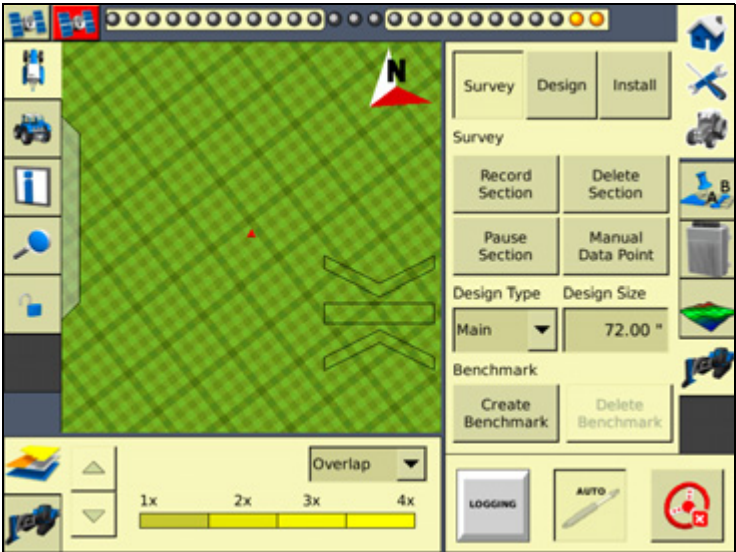 N
Survey Design Install
Survey
Record Section
Delete Section
Pause Section
Manual Data Point
Design Type Design Size
Main 72.00 "
Benchmark
Create Benchmark
Delete Benchmark
A B
i
Overlap
1x 2x 3x 4x
LOGGING
AUTO